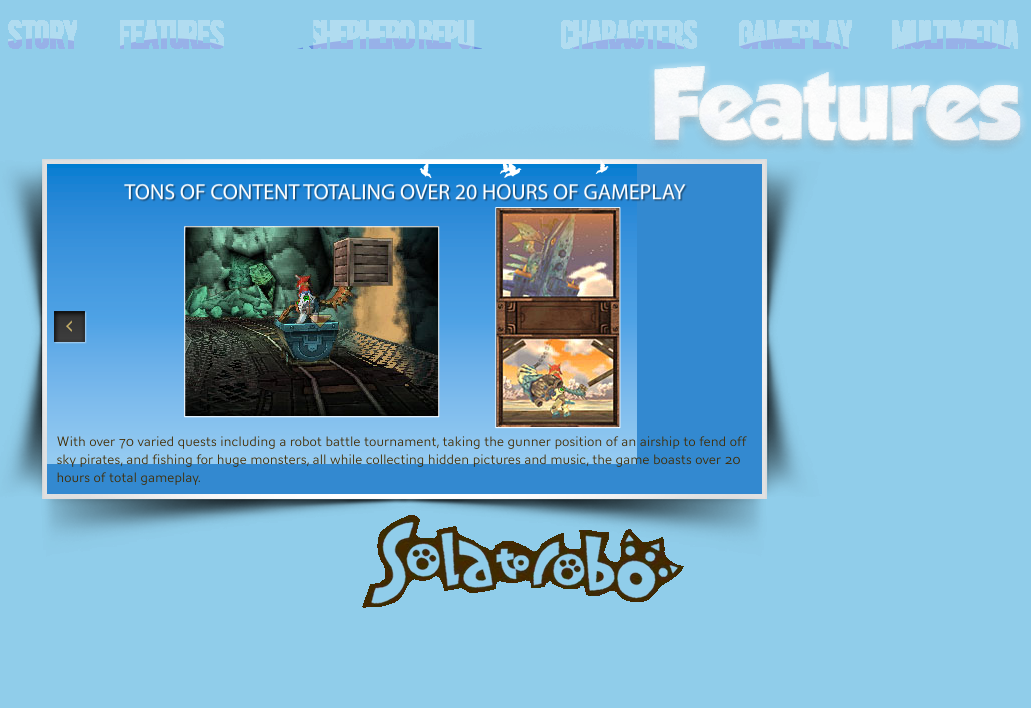 STORY FEATURES SHEPHERD REPU CHARACTERS GAMEPLAY MULTIMEDIA
Features
TONS OF CONTENT TOTALING OVER 20 HOURS OF GAMEPLAY
With over 70 varied quests including a robot battle tournament, taking the gunner position of an airship to fend off
sky pirates, and fishing for huge monsters, all while collecting hidden pictures and music, the game boasts over 20
hours of total gameplay.
Solatorobo